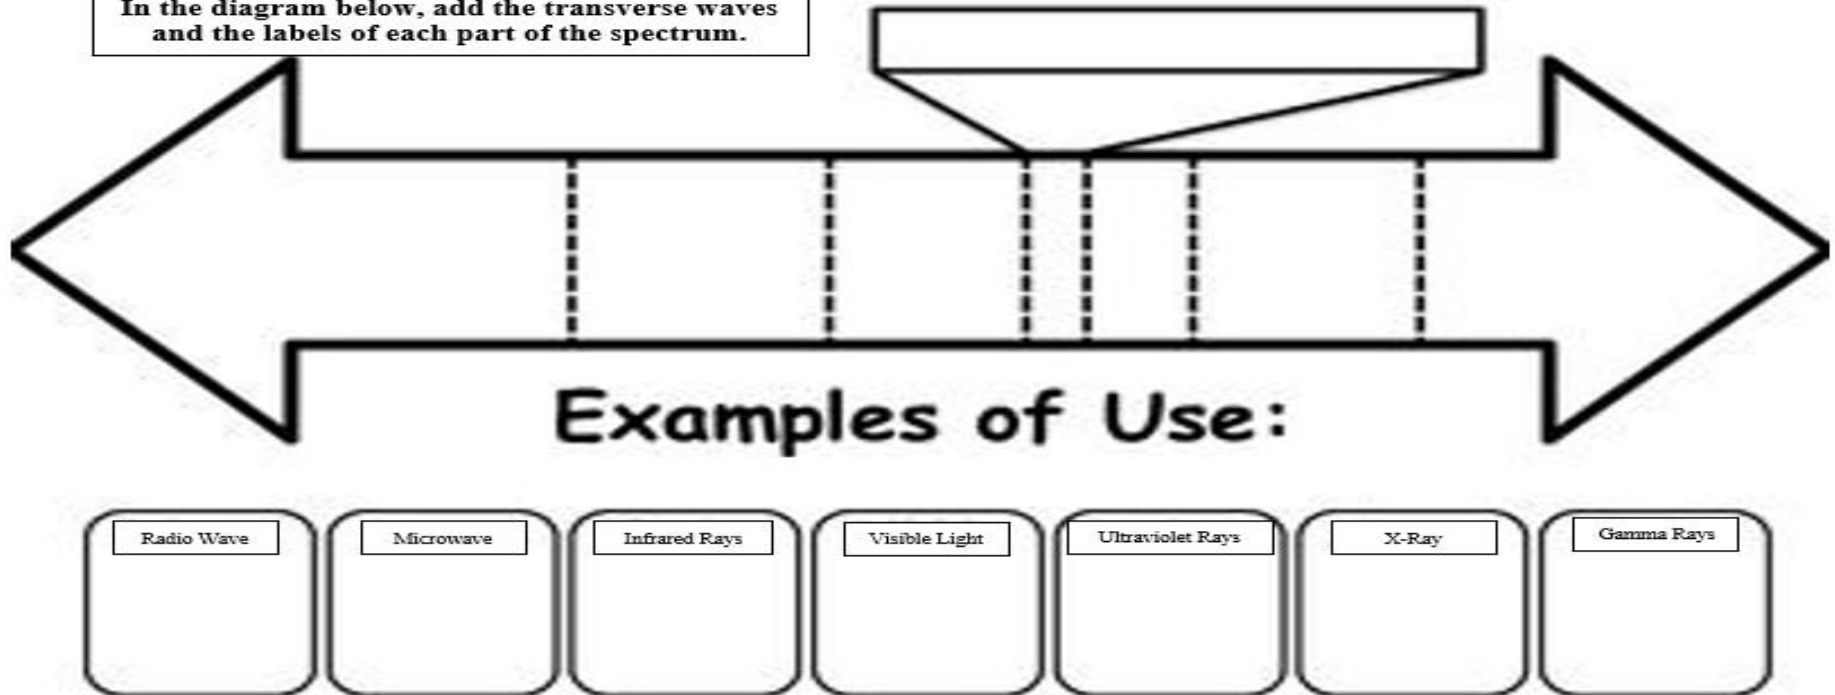 In the diagram below, add the transverse waves
and the labels of each part of the spectrum.
Examples of Use:
Radio Wave
Microwave
Infrared Rays
Visible Light
Ultraviolet Rays
X-Ray
Gamma Rays